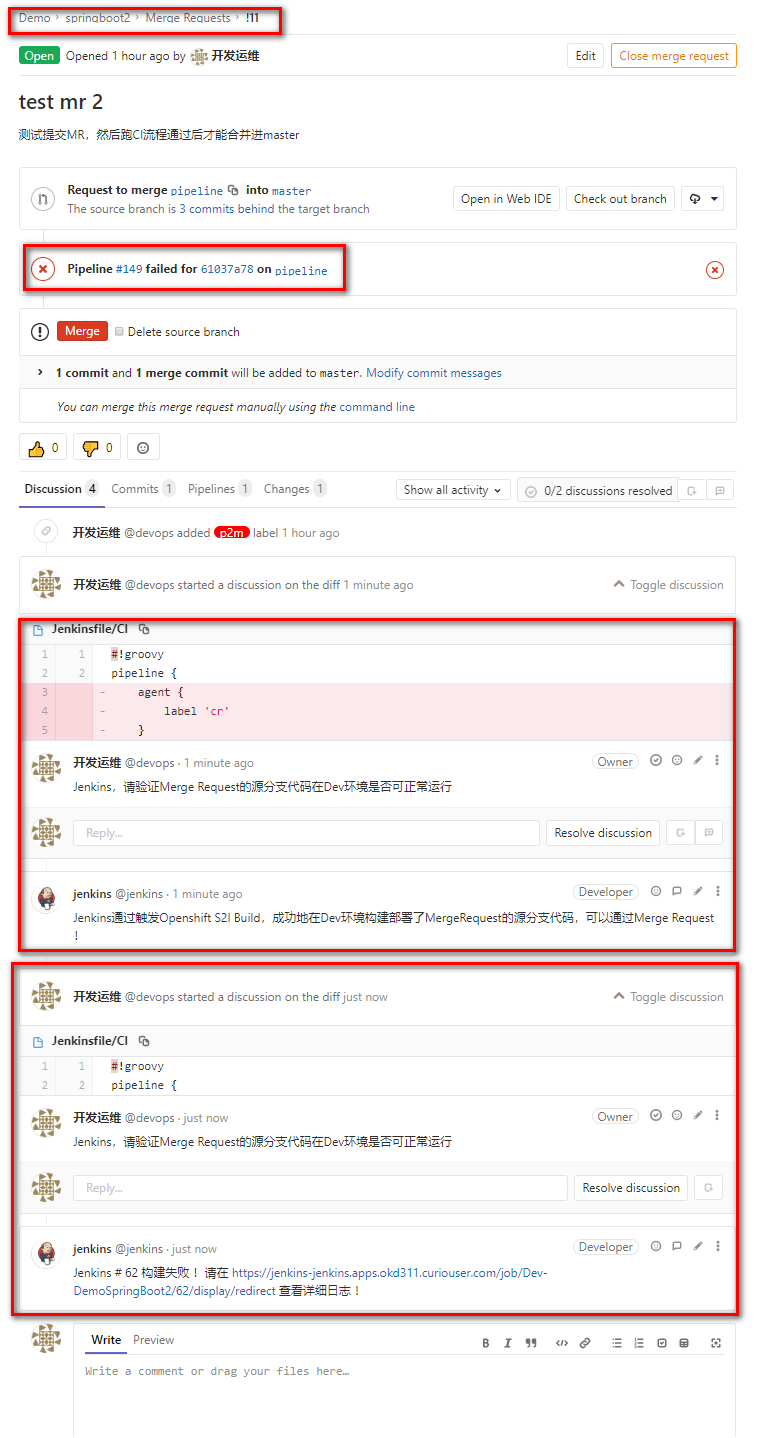 Demo › springboot2 › Merge Requests › !11
Open Opened 1 hour ago by 开发运维 Edit Close merge request
test mr 2
测试提交MR，然后跑CI流程通过后才能合并进master
Request to merge pipeline into master
The source branch is 3 commits behind the target branch
Open in Web IDE Check out branch
Pipeline #149 failed for 61037a78 on pipeline
Merge Delete source branch
1 commit and 1 merge commit will be added to master. Modify commit messages
You can merge this merge request manually using the command line
0 0
Discussion 4 Commits 1 Pipelines 1 Changes 1 Show all activity 0/2 discussions resolved
开发运维 @devops added p2m label 1 hour ago
开发运维 @devops started a discussion on the diff 1 minute ago Toggle discussion
Jenkinsfile/CI
1 1 #!groovy
2 2 pipeline {
3 - agent {
4 - label 'cr'
5 - }
开发运维 @devops · 1 minute ago Owner
Jenkins，请验证Merge Request的源分支代码在Dev环境是否可正常运行
Reply... Resolve discussion
jenkins @jenkins · 1 minute ago Developer
Jenkins通过触发Openshift S2I Build，成功地在Dev环境构建部署了MergeRequest的源分支代码，可以通过Merge Request
！
开发运维 @devops started a discussion on the diff just now Toggle discussion
Jenkinsfile/CI
1 1 #!groovy
2 2 pipeline {
开发运维 @devops · just now Owner
Jenkins，请验证Merge Request的源分支代码在Dev环境是否可正常运行
Reply... Resolve discussion
jenkins @jenkins · just now Developer
Jenkins # 62 构建失败！ 请在 https://jenkins-jenkins.apps.okd311.curiouser.com/job/Dev-
DemoSpringBoot2/62/display/redirect 查看详细日志！
Write Preview
Write a comment or drag your files here…